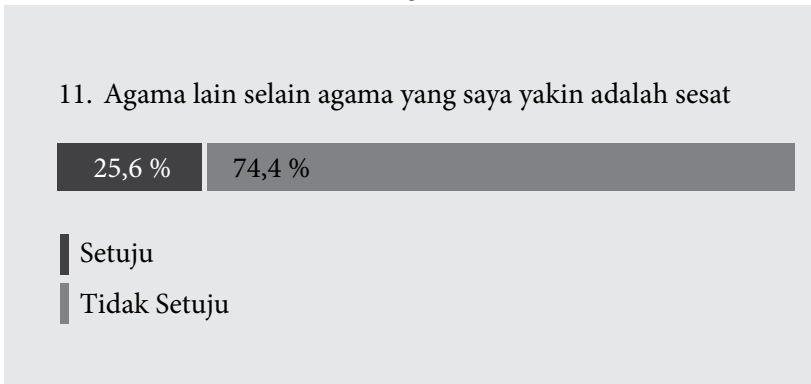 11. Agama lain selain agama yang saya yakin adalah sesat
25,6 % 74,4 %
Setuju
Tidak Setuju